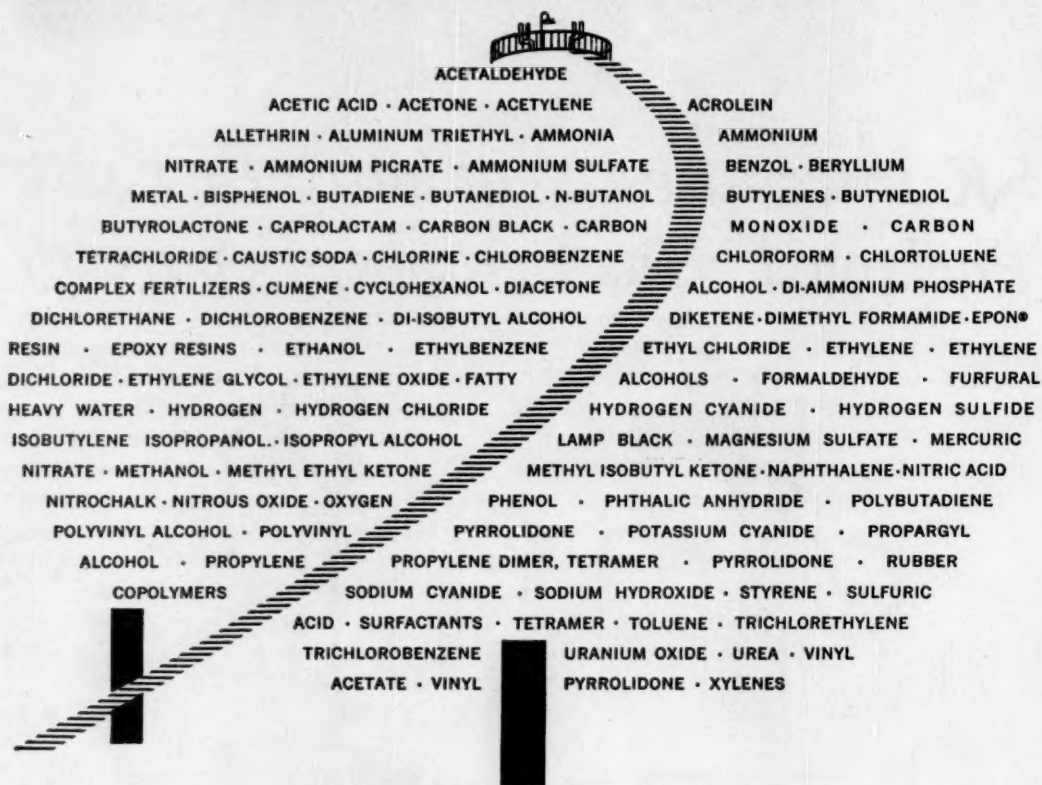 ACETALDEHYDE
ACETIC ACID · ACETONE · ACETYLENE ACROLEIN
ALLETHRIN · ALUMINUM TRIETHYL · AMMONIA AMMONIUM
NITRATE · AMMONIUM PICRATE · AMMONIUM SULFATE BENZOL · BERYLLIUM
METAL · BISPHENOL · BUTADIENE · BUTANEDIOL · N-BUTANOL BUTYLENES · BUTYNEDIOL
BUTYROLACTONE · CAPROLACTAM · CARBON BLACK · CARBON MONOXIDE · CARBON
TETRACHLORIDE · CAUSTIC SODA · CHLORINE · CHLOROBENZENE CHLOROFORM · CHLORTOLUENE
COMPLEX FERTILIZERS · CUMENE · CYCLOHEXANOL · DIACETONE ALCOHOL · DI-AMMONIUM PHOSPHATE
DICHLORETHANE · DICHLOROBENZENE · DI-ISOBUTYL ALCOHOL DIKETENE · DIMETHYL FORMAMIDE · EPON®
RESIN · EPOXY RESINS · ETHANOL · ETHYLBENZENE ETHYL CHLORIDE · ETHYLENE · ETHYLENE
DICHLORIDE · ETHYLENE GLYCOL · ETHYLENE OXIDE · FATTY ALCOHOLS · FORMALDEHYDE · FURFURAL
HEAVY WATER · HYDROGEN · HYDROGEN CHLORIDE HYDROGEN CYANIDE · HYDROGEN SULFIDE
ISOBUTYLENE ISOPROPANOL. · ISOPROPYL ALCOHOL LAMP BLACK · MAGNESIUM SULFATE · MERCURIC
NITRATE · METHANOL · METHYL ETHYL KETONE METHYL ISOBUTYL KETONE · NAPHTHALENE · NITRIC ACID
NITROCHALK · NITROUS OXIDE · OXYGEN PHENOL · PHTHALIC ANHYDRIDE · POLYBUTADIENE
POLYVINYL ALCOHOL · POLYVINYL PYRROLIDONE · POTASSIUM CYANIDE · PROPARGYL
ALCOHOL · PROPYLENE PROPYLENE DIMER, TETRAMER · PYRROLIDONE · RUBBER
COPOLYMERS SODIUM CYANIDE · SODIUM HYDROXIDE · STYRENE · SULFURIC
ACID · SURFACTANTS · TETRAMER · TOLUENE · TRICHLORETHYLENE
TRICHLOROBENZENE URANIUM OXIDE · UREA · VINYL
ACETATE · VINYL PYRROLIDONE · XYLENES